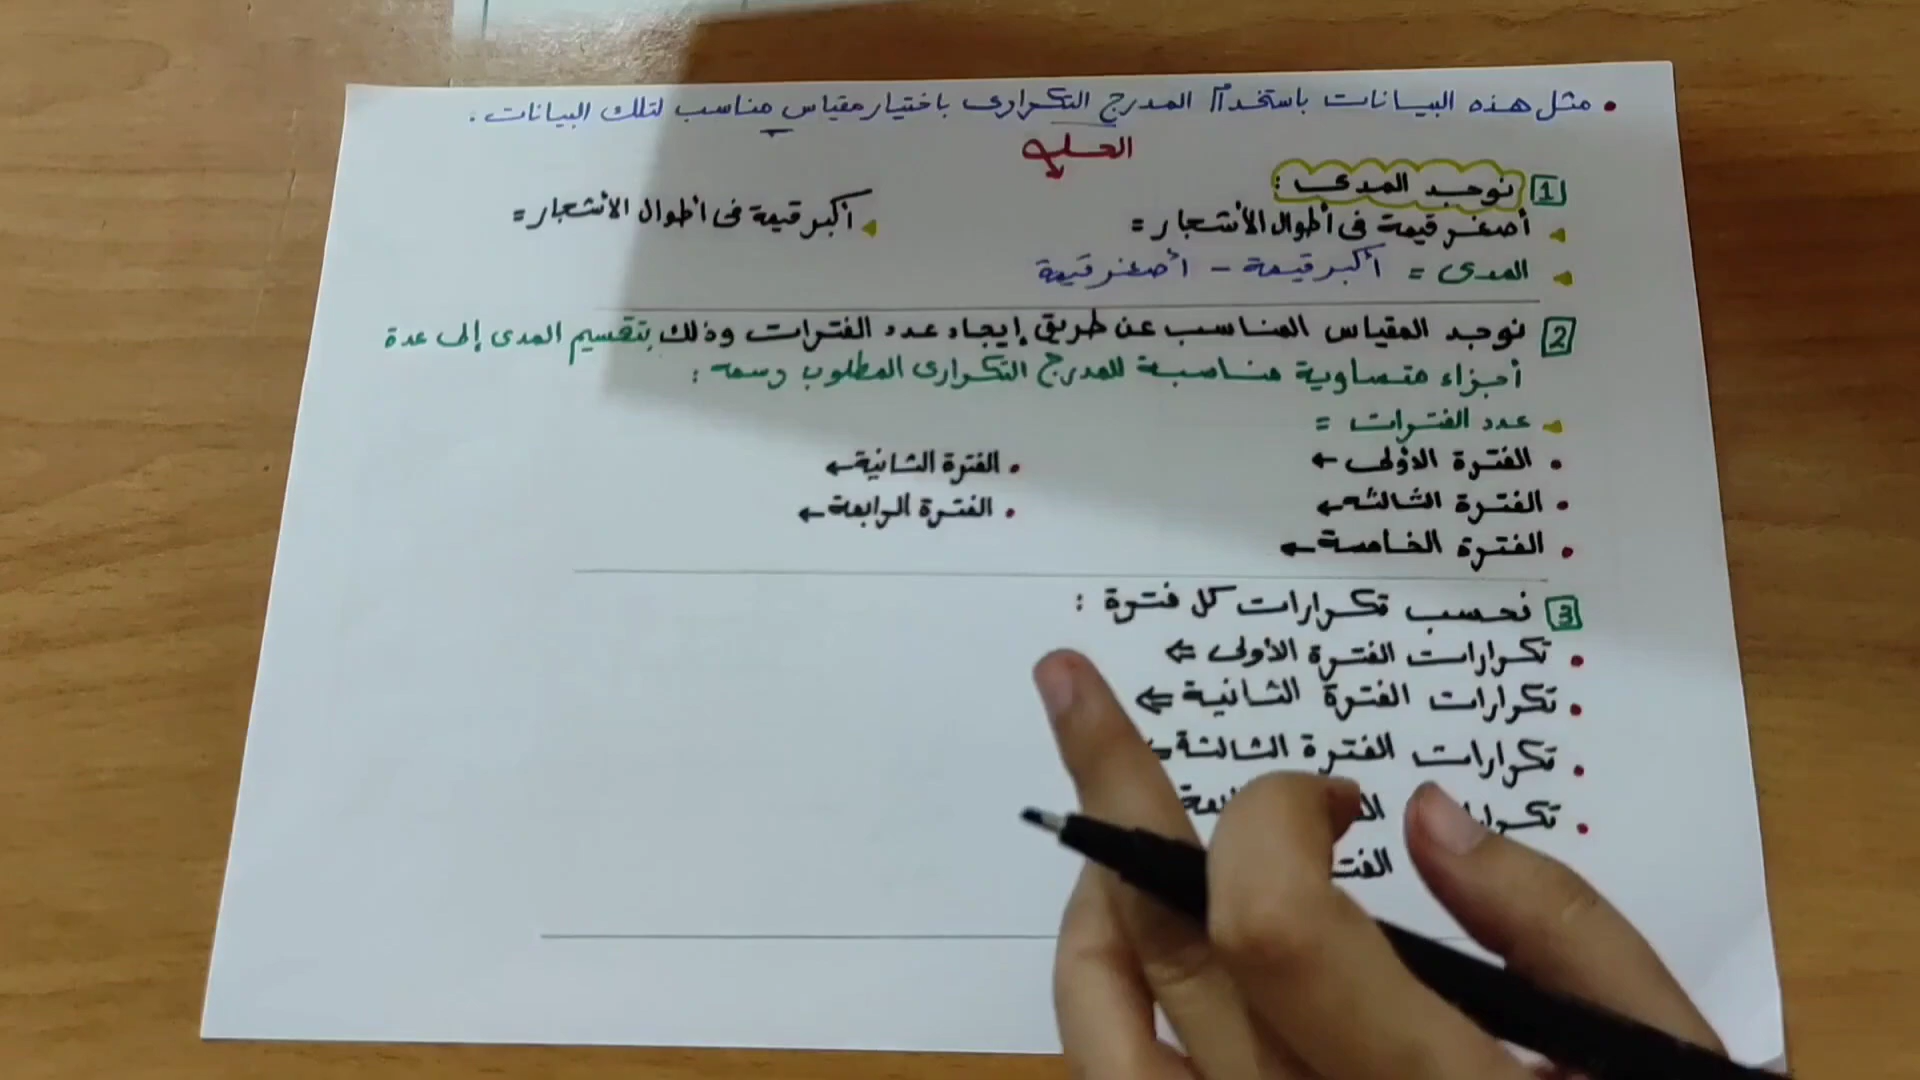 • مثل هذه البيانات باستخدام المدرج التكرارى باختيار مقياس مناسب لتلك البيانات .
الحل
1 نوجد المدى :
أصغر قيمة فى أطوال الأشجار =
أكبر قيمة فى أطوال الأشجار =
المدى = أكبر قيمة - أصغر قيمة
2 نوجد المقياس المناسب عن طريق إيجاد عدد الفترات وذلك بتقسيم المدى إلى عدة
أجزاء متساوية مناسبة للمدرج التكرارى المطلوب رسمه :
عدد الفترات =
• الفترة الأولى ←
• الفترة الثانية ←
• الفترة الثالثه ←
• الفترة الرابعة ←
• الفترة الخامسة ←
3 نحسب تكرارات كل فترة :
• تكرارات الفترة الأولى ⇐
• تكرارات الفترة الثانية ⇐
• تكرارات الفترة الثالثة ⇐